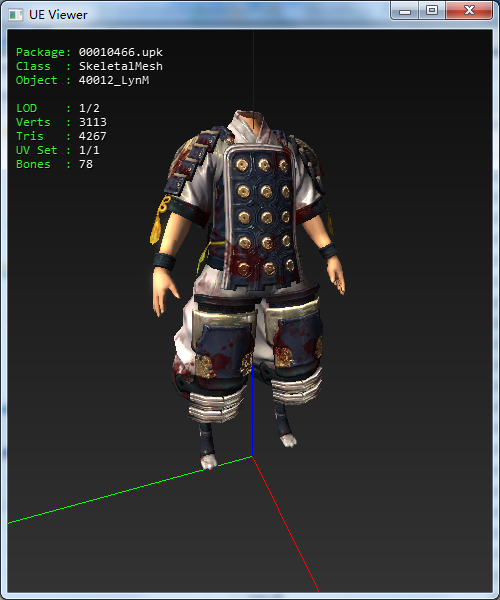 UE Viewer
Package: 00010466.upk
Class : SkeletalMesh
Object : 40012_LynM
LOD : 1/2
Verts : 3113
Tris : 4267
UV Set : 1/1
Bones : 78